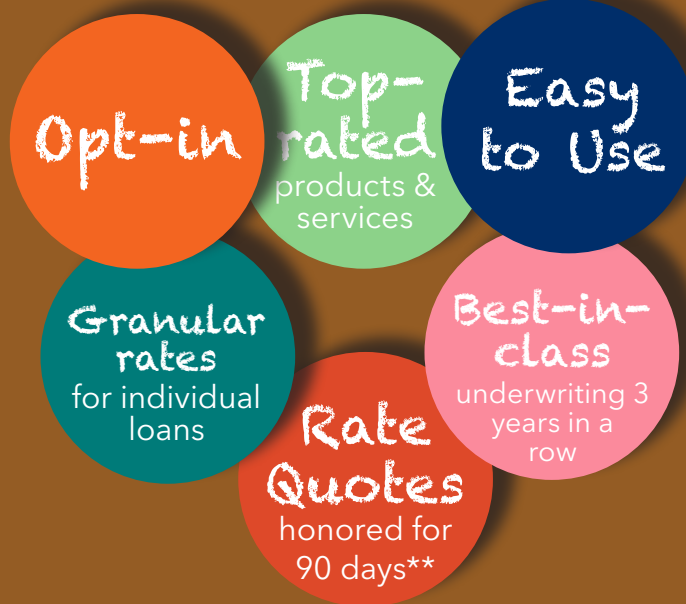 Opt-in
Top-
rated
products &
services
Easy
to Use
Granular
rates
for individual
loans
Rate
Quotes
honored for
90 days**
Best-in-
class
underwriting 3
years in a
row